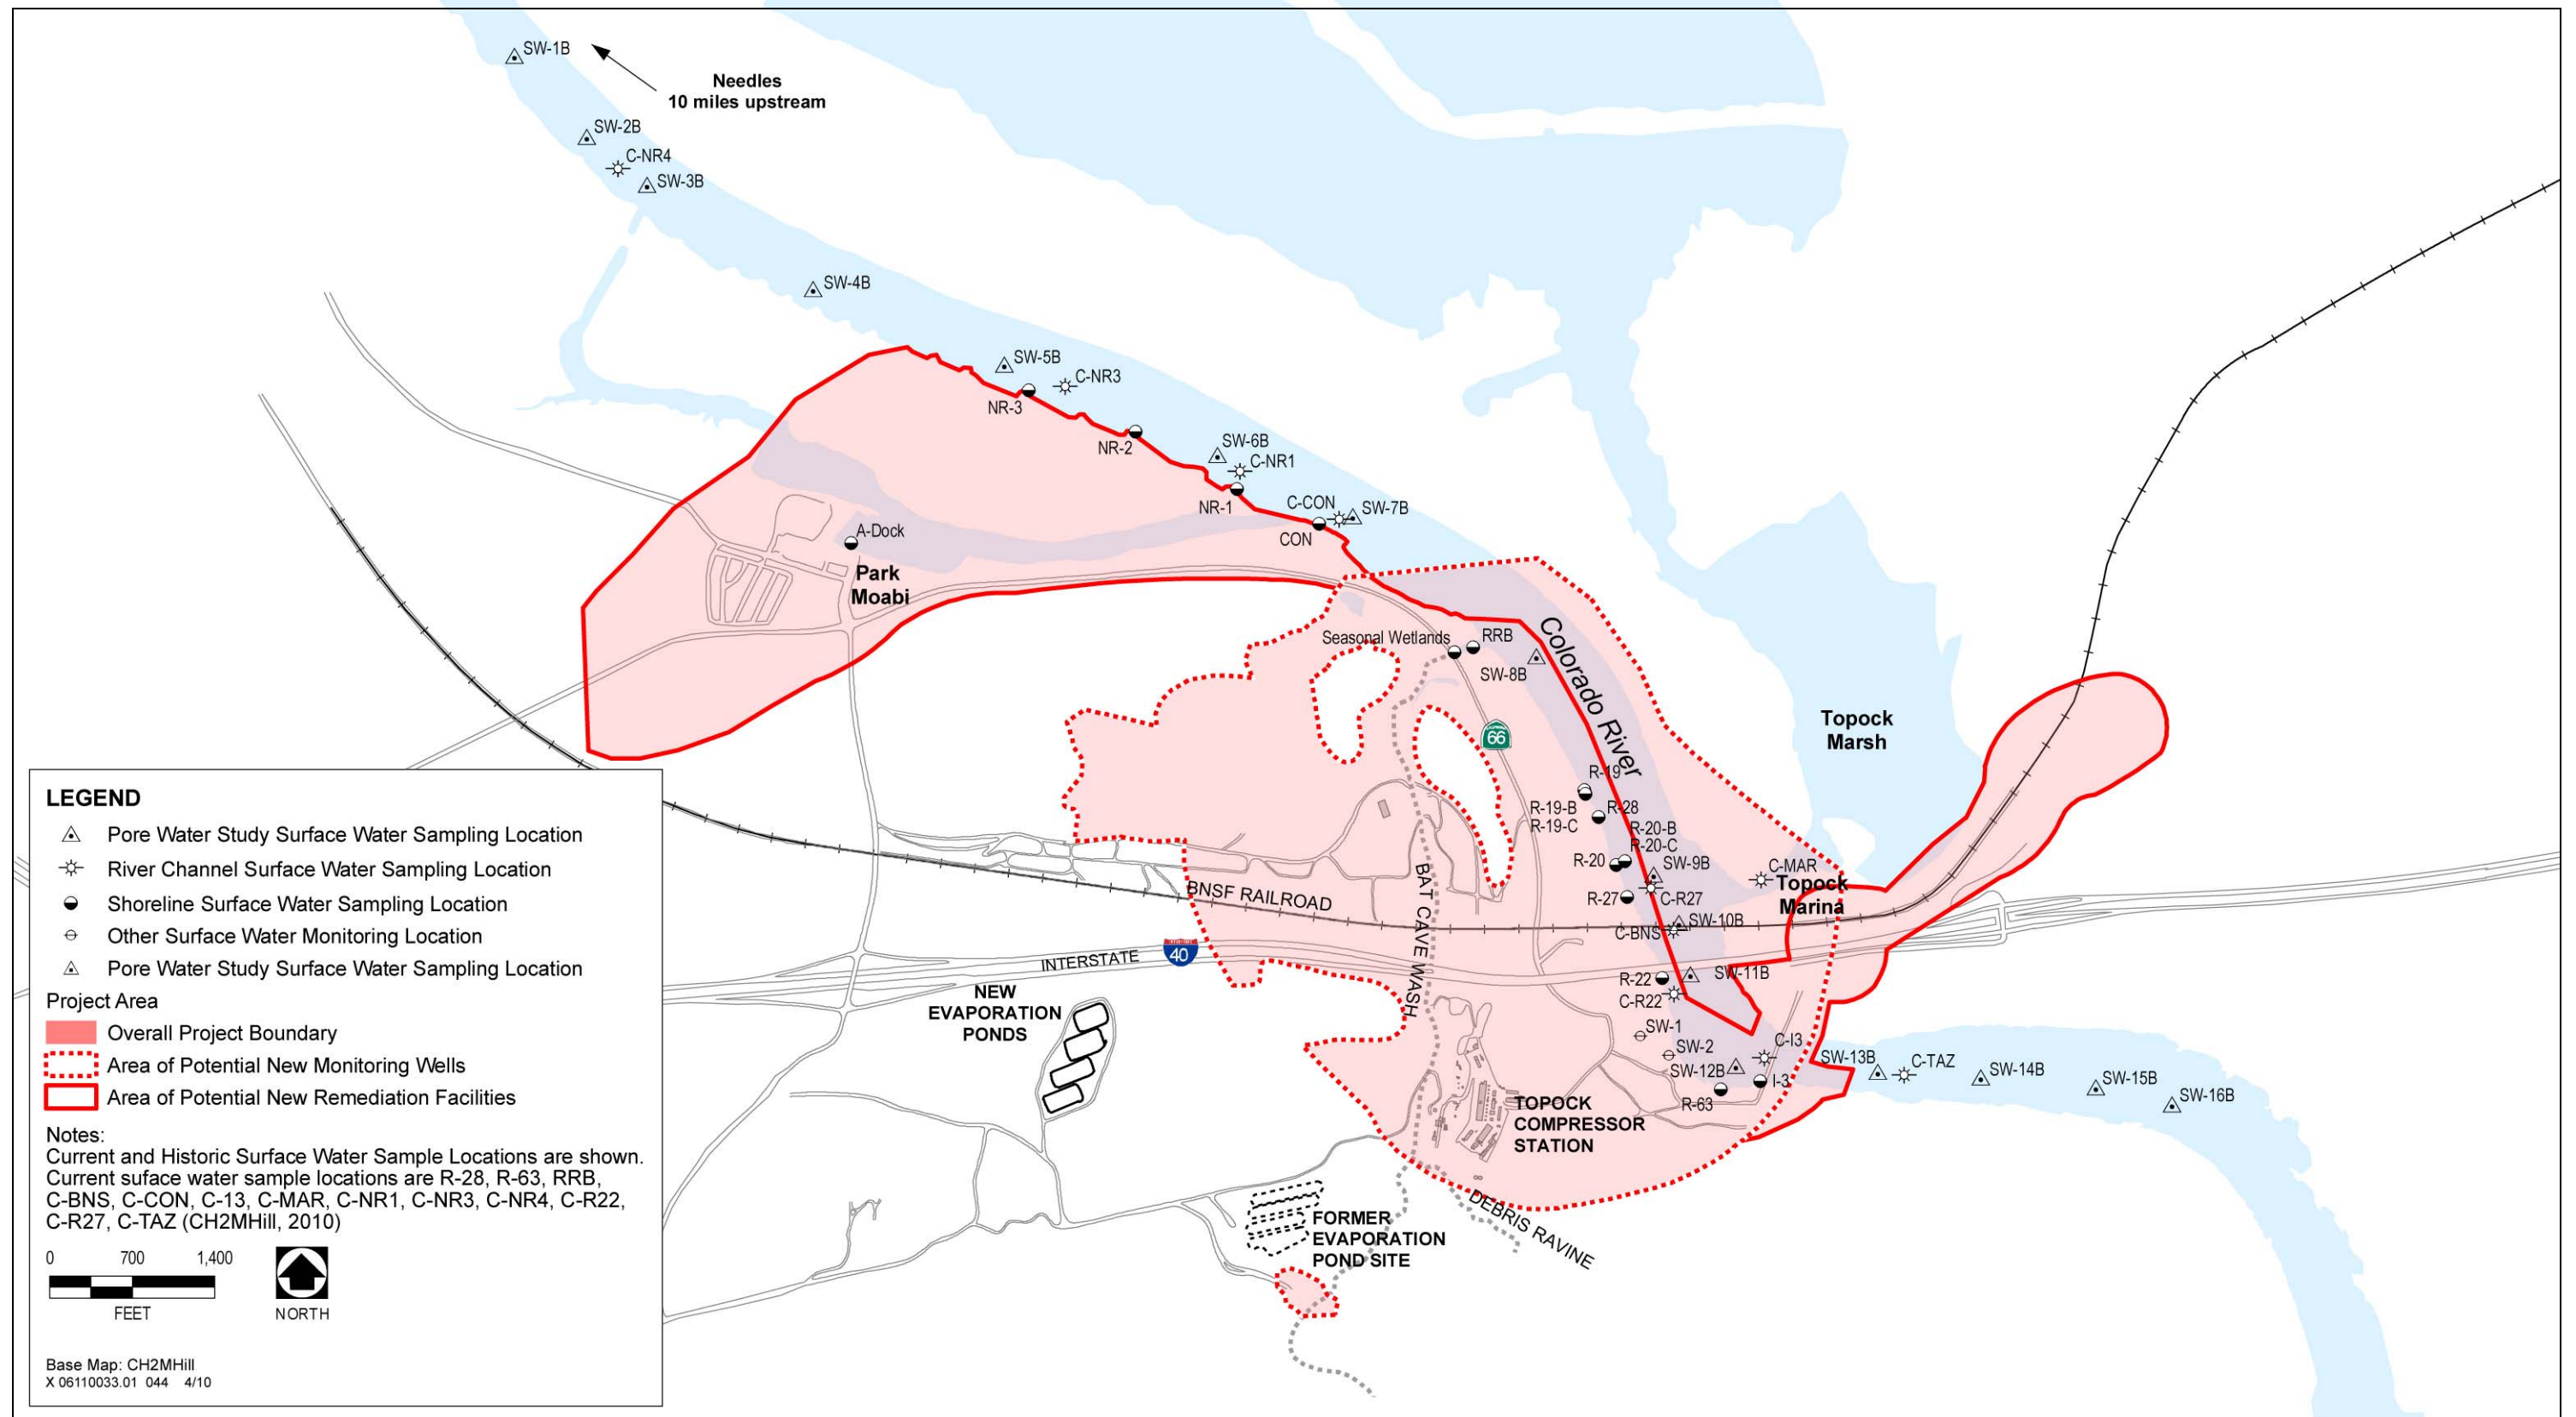 SW-1B
Needles
10 miles upstream
SW-2B
C-NR4
SW-3B
SW-4B
SW-5B
C-NR3
NR-3
NR-2
SW-6B
C-NR1
NR-1
C-CON
SW-7B
CON
A-Dock
Park
Moabi
Seasonal Wetlands
RRB
SW-8B
Colorado River
66
Topock
Marsh
R-19
R-19-B
R-28
R-19-C
R-20-B
R-20-C
R-20
SW-9B
C-MAR
R-27
C-R27
Topock
Marina
SW-10B
C-BNS
BNSF RAILROAD
BAT CAVE WASH
INTERSTATE
40
R-22
SW-11B
C-R22
NEW
EVAPORATION
PONDS
SW-1
SW-2
C-I3
SW-12B
I-3
R-63
SW-13B
C-TAZ
SW-14B
SW-15B
SW-16B
TOPOCK
COMPRESSOR
STATION
DEBRIS RAVINE
FORMER
EVAPORATION
POND SITE
LEGEND
Pore Water Study Surface Water Sampling Location
River Channel Surface Water Sampling Location
Shoreline Surface Water Sampling Location
Other Surface Water Monitoring Location
Pore Water Study Surface Water Sampling Location
Project Area
Overall Project Boundary
Area of Potential New Monitoring Wells
Area of Potential New Remediation Facilities
Notes:
Current and Historic Surface Water Sample Locations are shown.
Current suface water sample locations are R-28, R-63, RRB,
C-BNS, C-CON, C-13, C-MAR, C-NR1, C-NR3, C-NR4, C-R22,
C-R27, C-TAZ (CH2MHill, 2010)
0 700 1,400
FEET
NORTH
Base Map: CH2MHill
X 06110033.01 044 4/10